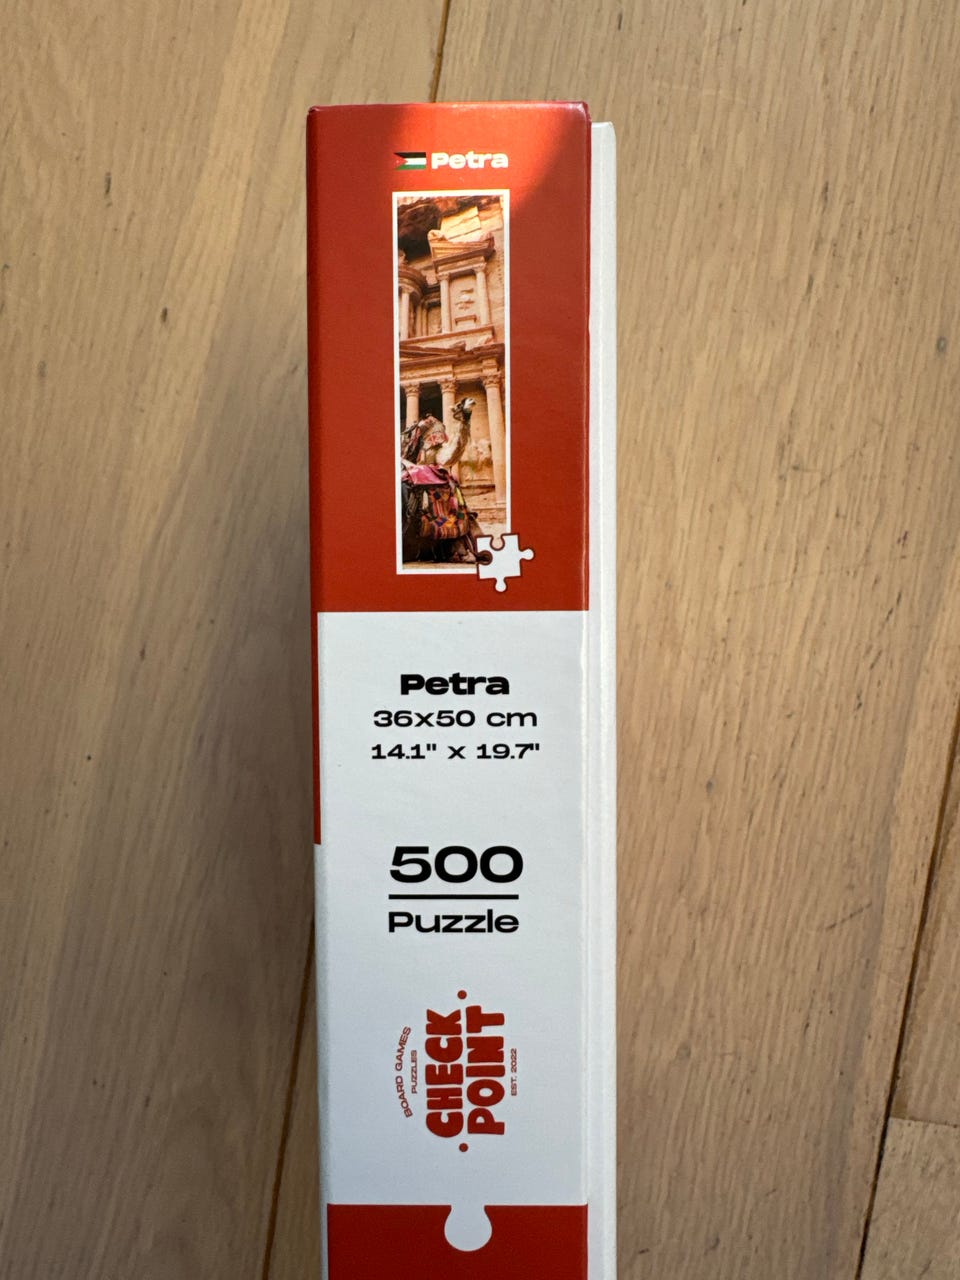 Petra
Petra
36x50 cm
14.1" x 19.7"
500
Puzzle
BOARD GAMES
PUZZLES
CHECK
POINT
EST. 2022